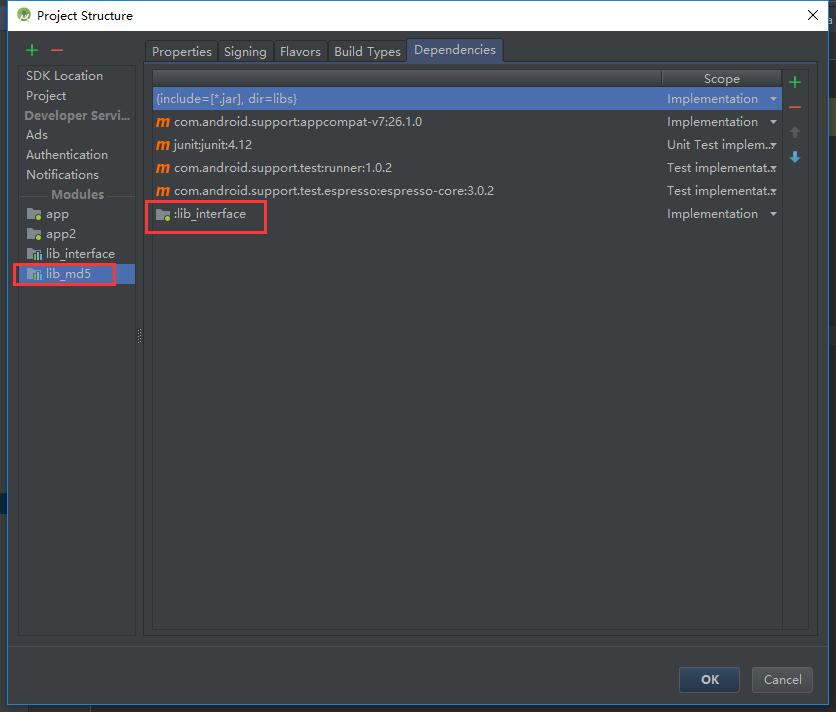 Project Structure
Properties Signing Flavors Build Types Dependencies
SDK Location
Project
Developer Servi...
Ads
Authentication
Notifications
Modules
app
app2
lib_interface
lib_md5
Scope
{include=[*.jar], dir=libs} Implementation
m com.android.support:appcompat-v7:26.1.0 Implementation
m junit:junit:4.12 Unit Test implem...
m com.android.support.test:runner:1.0.2 Test implementat...
m com.android.support.test.espresso:espresso-core:3.0.2 Test implementat...
:lib_interface Implementation
OK Cancel